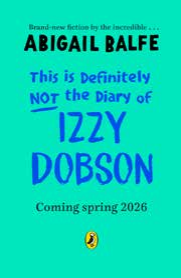 Brand-new fiction by the incredible . . .
ABIGAIL BALFE
This is Definitely
NOT the Diary of
IZZY
DOBSON
Coming spring 2026